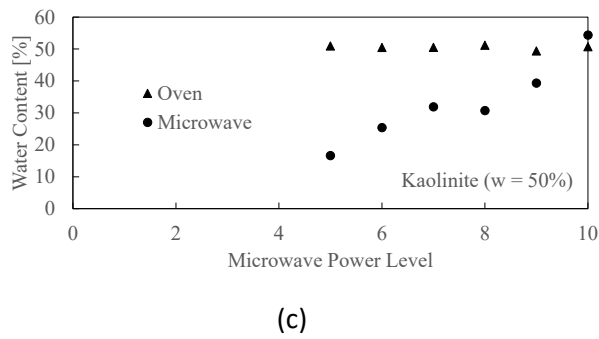 60
50
40
30
20
10
0
Water Content [%]
Oven
Microwave
Kaolinite (w = 50%)
0 2 4 6 8 10
Microwave Power Level
(c)